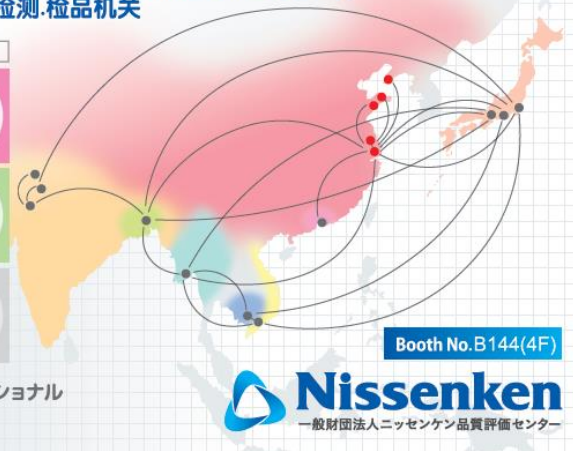 检测.检品机关
Booth No.B144(4F)
ショナル
Nissenken
一般財団法人ニッセンケン品質評価センター